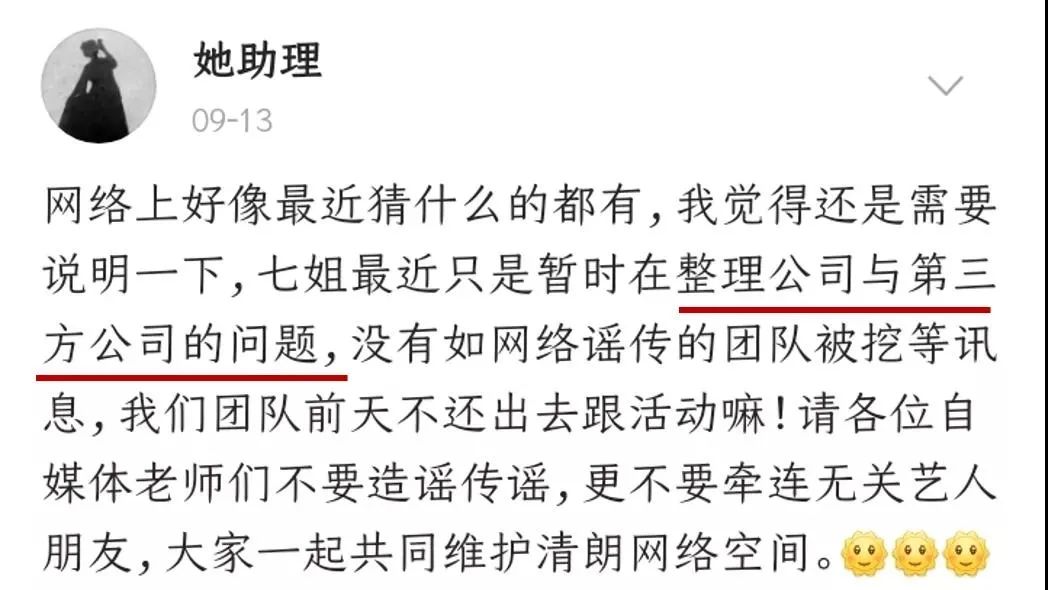 她助理
09-13
网络上好像最近猜什么的都有，我觉得还是需要
说明一下，七姐最近只是暂时在整理公司与第三
方公司的问题，没有如网络谣传的团队被挖等讯
息，我们团队前天不还出去跟活动嘛！请各位自
媒体老师们不要造谣传谣，更不要牵连无关艺人
朋友，大家一起共同维护清朗网络空间。